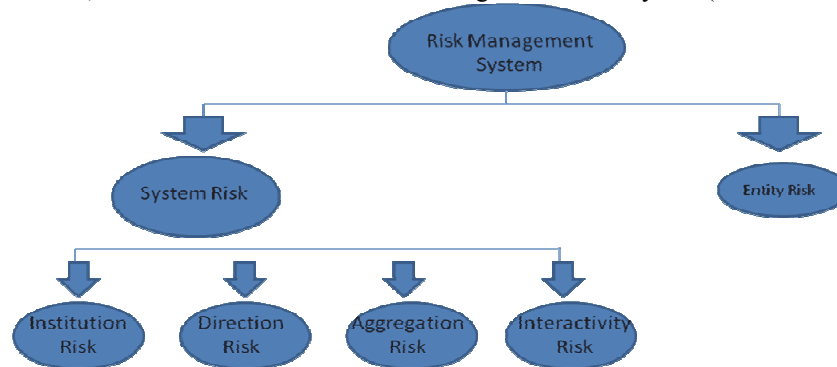 Risk Management
System
System Risk
Entity Risk
Institution
Risk
Direction
Risk
Aggregation
Risk
Interactivity
Risk